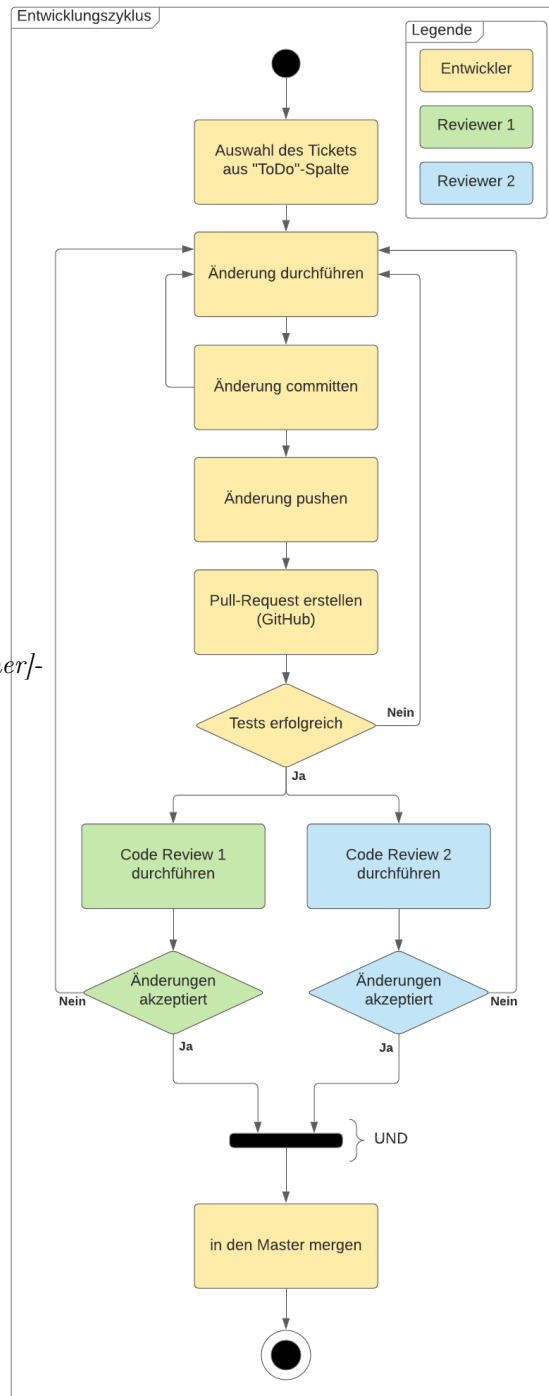 Entwicklungszyklus
Legende
Entwickler
Reviewer 1
Reviewer 2
Auswahl des Tickets
aus "ToDo"-Spalte
Änderung durchführen
Änderung committen
Änderung pushen
Pull-Request erstellen
(GitHub)
er]-
Tests erfolgreich
Nein
Ja
Code Review 1
durchführen
Code Review 2
durchführen
Änderungen
akzeptiert
Änderungen
akzeptiert
Nein
Nein
Ja
Ja
UND
in den Master mergen